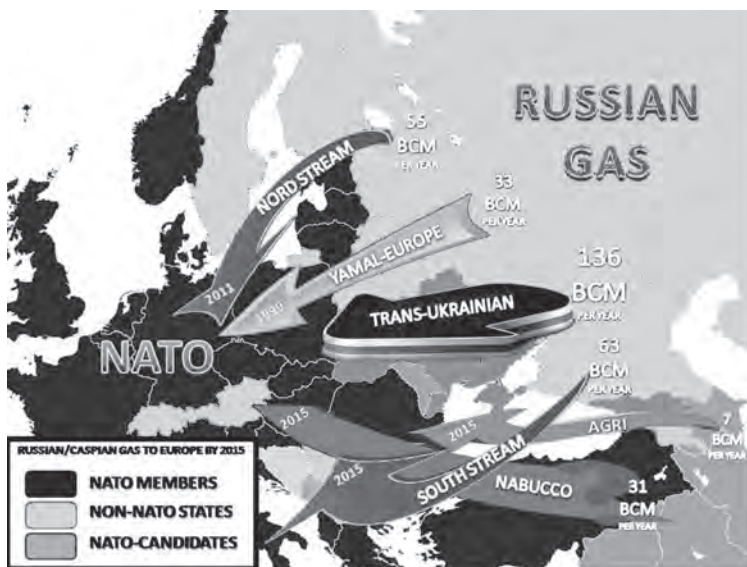 RUSSIAN
GAS
55
BCM
PER YEAR
NORD STREAM
2011
33
BCM
PER YEAR
YAMAL-EUROPE
1999
136
BCM
PER YEAR
TRANS-UKRAINIAN
NATO
63
BCM
PER YEAR
2015
2015
AGRI
7
BCM
PER YEAR
2015
SOUTH STREAM
NABUCCO
31
BCM
PER YEAR
RUSSIAN/CASPIAN GAS TO EUROPE BY 2015
NATO MEMBERS
NON-NATO STATES
NATO-CANDIDATES